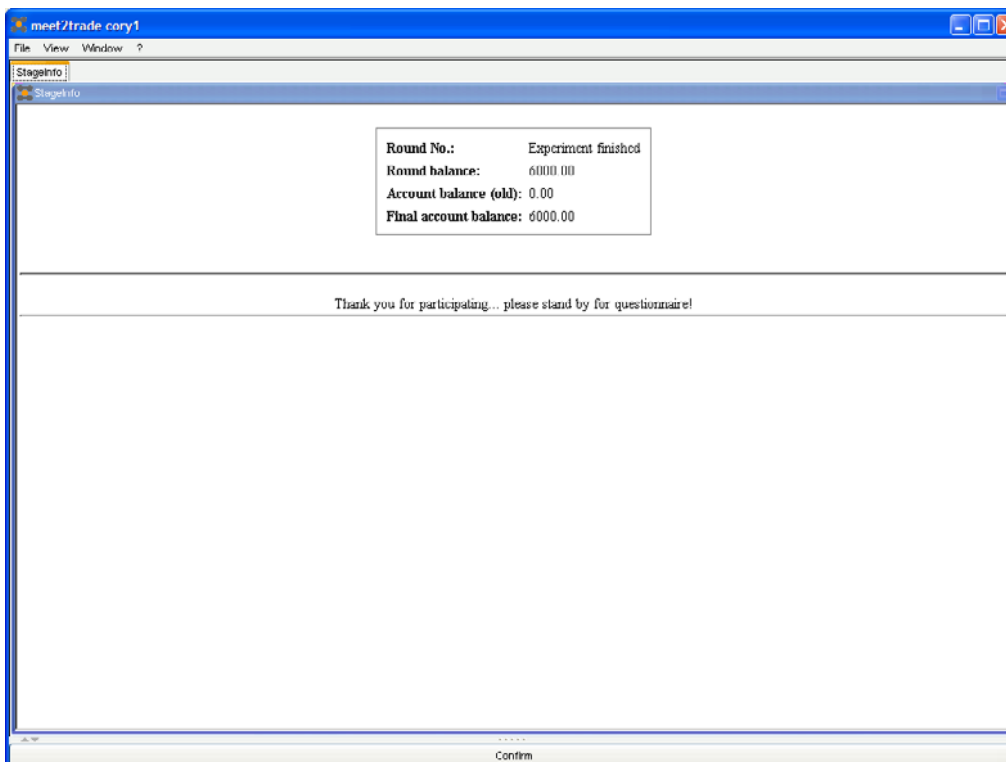 meet2trade cory1
File View Window ?
StageInfo
StageInfo
Round No.: Experiment finished
Round balance: 6000.00
Account balance (old): 0.00
Final account balance: 6000.00
Thank you for participating... please stand by for questionnaire!
Confirm